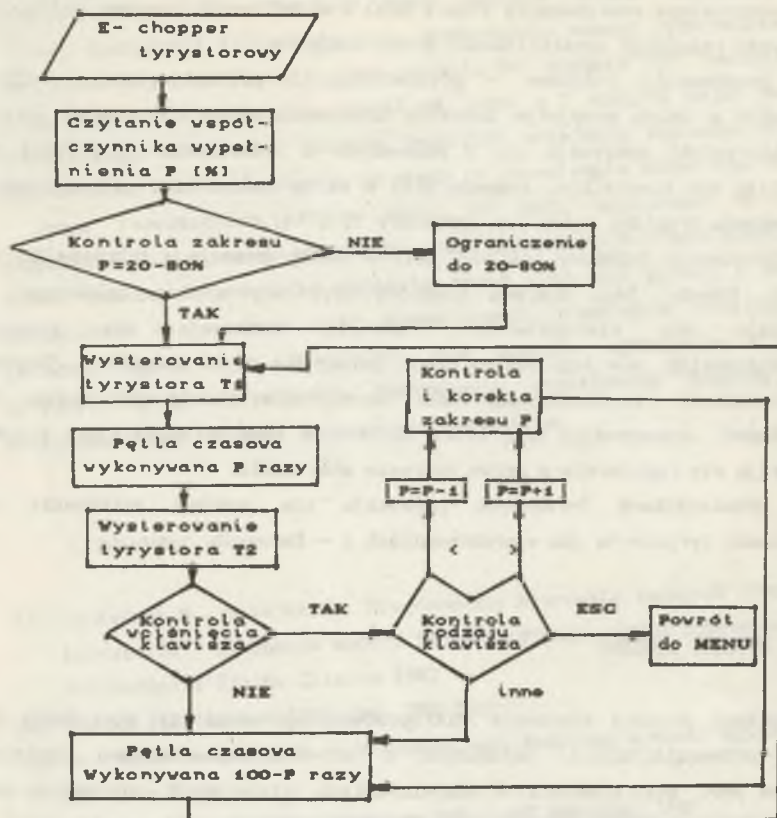 E- chopper
tyrystorowy
Czytanie współ-
czynnika wypeł-
nienia P [%]
Kontrola zakresu
P=20-80%
NIE
Ograniczenie
do 20-80%
TAK
Wysterowanie
tyrystora
Kontrola
i korekta
zakresu P
Pętla czasowa
wykonywana P razy
P=P-1
P=P+1
Wysterowanie
tyrystora T2
< >
Kontrola
wciśnięcia
klawisza
TAK
Kontrola
rodzaju
klawisza
ESC
Powrót
do MENU
NIE
inne
Pętla czasowa
Wykonywana 100-P razy